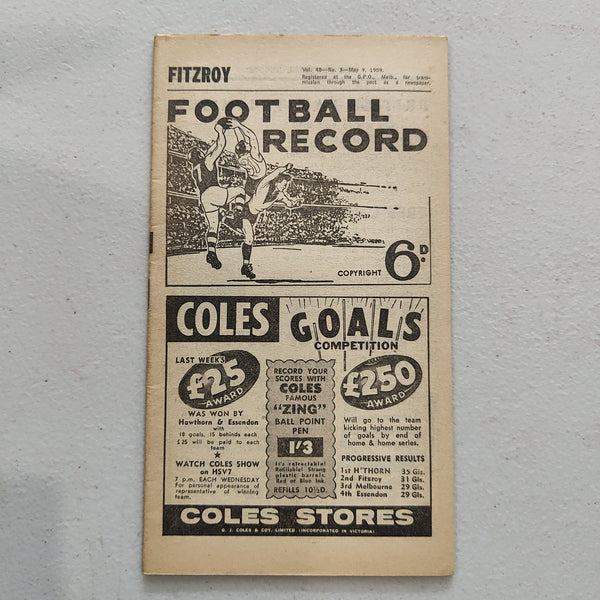 FITZROY
Vol. 48—No. 3—May 9, 1959.
Registered at the G.P.O., Melb., for trans-
mission through the post as a newspaper.
FOOTBALL
RECORD
COPYRIGHT 6D.
COLES GOALS
COMPETITION
LAST WEEK'S
£25
AWARD
WAS WON BY
Hawthorn & Essendon
with
18 goals, 15 behinds each
£25 will be paid to each
team
★
WATCH COLES SHOW
on HSV7
7 p.m. EACH WEDNESDAY
For personal appearance of
representative of winning
team.
RECORD YOUR
SCORES WITH
COLES
FAMOUS
"ZING"
BALL POINT
PEN
1/3
It's retractable!
Refillable! Strong
plastic barrels.
Red or Blue ink.
REFILLS 10½D.
£250
AWARD
Will go to the team
kicking highest number
of goals by end of
home & home series.
PROGRESSIVE RESULTS
1st H'THORN 35 Gls.
2nd Fitzroy 31 Gls.
3rd Melbourne 29 Gls.
4th Essendon 29 Gls.
COLES STORES
G. J. COLES & COY. LIMITED (INCORPORATED IN VICTORIA)